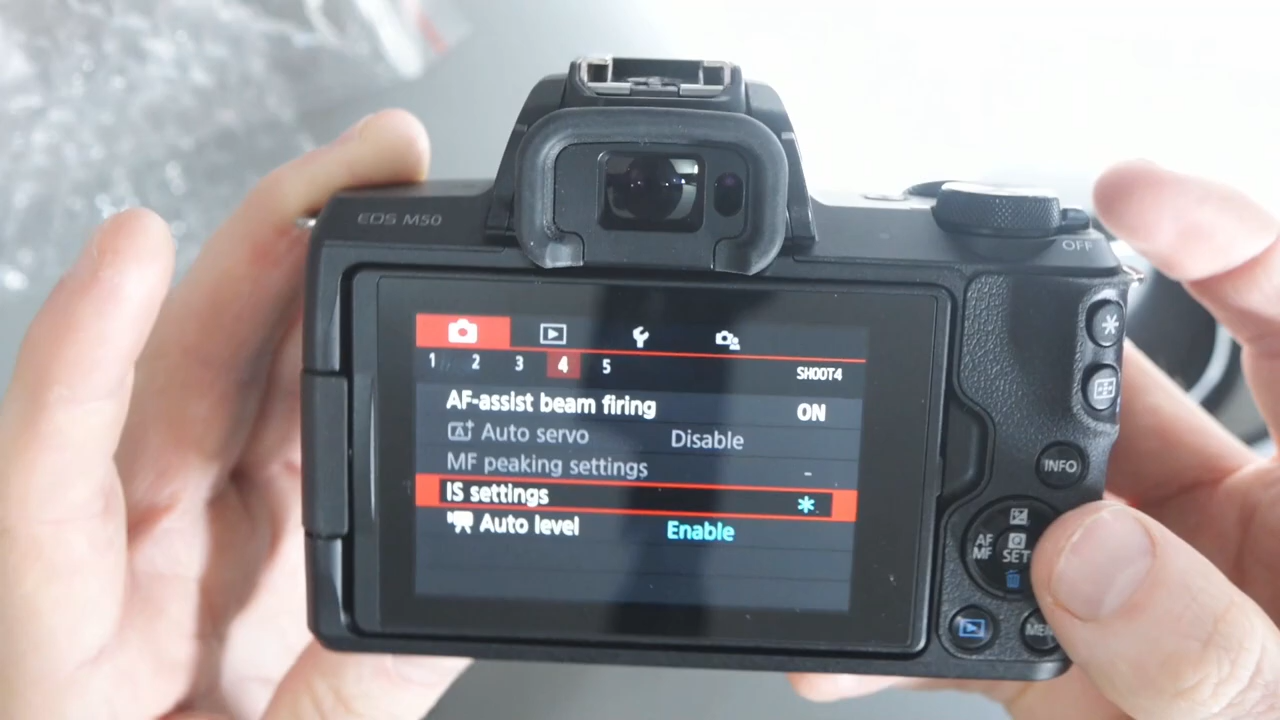 EOS M50
OFF
1 2 3 4 5
SHOOT4
AF-assist beam firing ON
A+ Auto servo Disable
MF peaking settings -
IS settings *
Auto level Enable
INFO
AF
MF
Q
SET